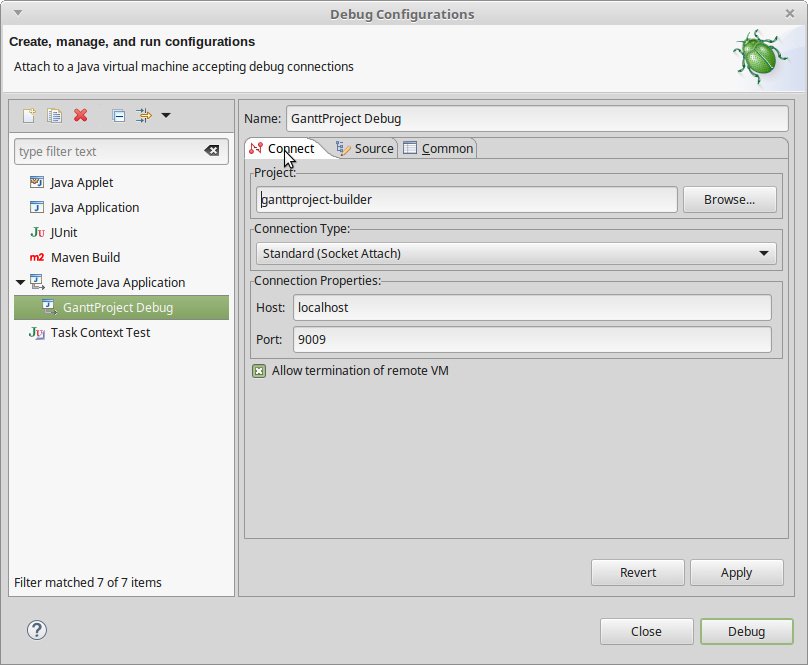 Debug Configurations
Create, manage, and run configurations
Attach to a Java virtual machine accepting debug connections
type filter text
Java Applet
Java Application
JU JUnit
m2 Maven Build
Remote Java Application
GanttProject Debug
JU Task Context Test
Filter matched 7 of 7 items
Name: GanttProject Debug
Connect Source Common
Project:
ganttproject-builder Browse...
Connection Type:
Standard (Socket Attach)
Connection Properties:
Host: localhost
Port: 9009
Allow termination of remote VM
Revert Apply
? Close Debug